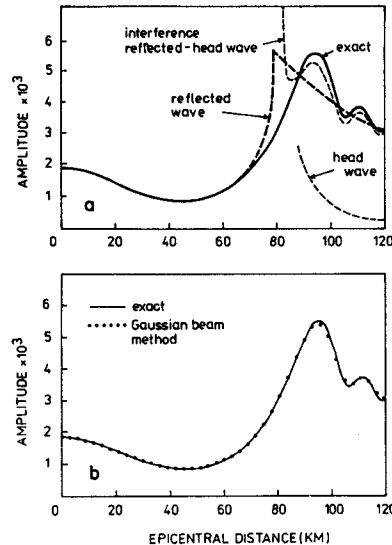 interference
reflected-head wave
exact
reflected
wave
head
wave
AMPLITUDE ×10³
6
5
4
3
2
1
a
0
20
40
60
80
100
120
exact
Gaussian beam
method
AMPLITUDE ×10³
6
5
4
3
2
1
b
0
20
40
60
80
100
120
EPICENTRAL DISTANCE (KM)